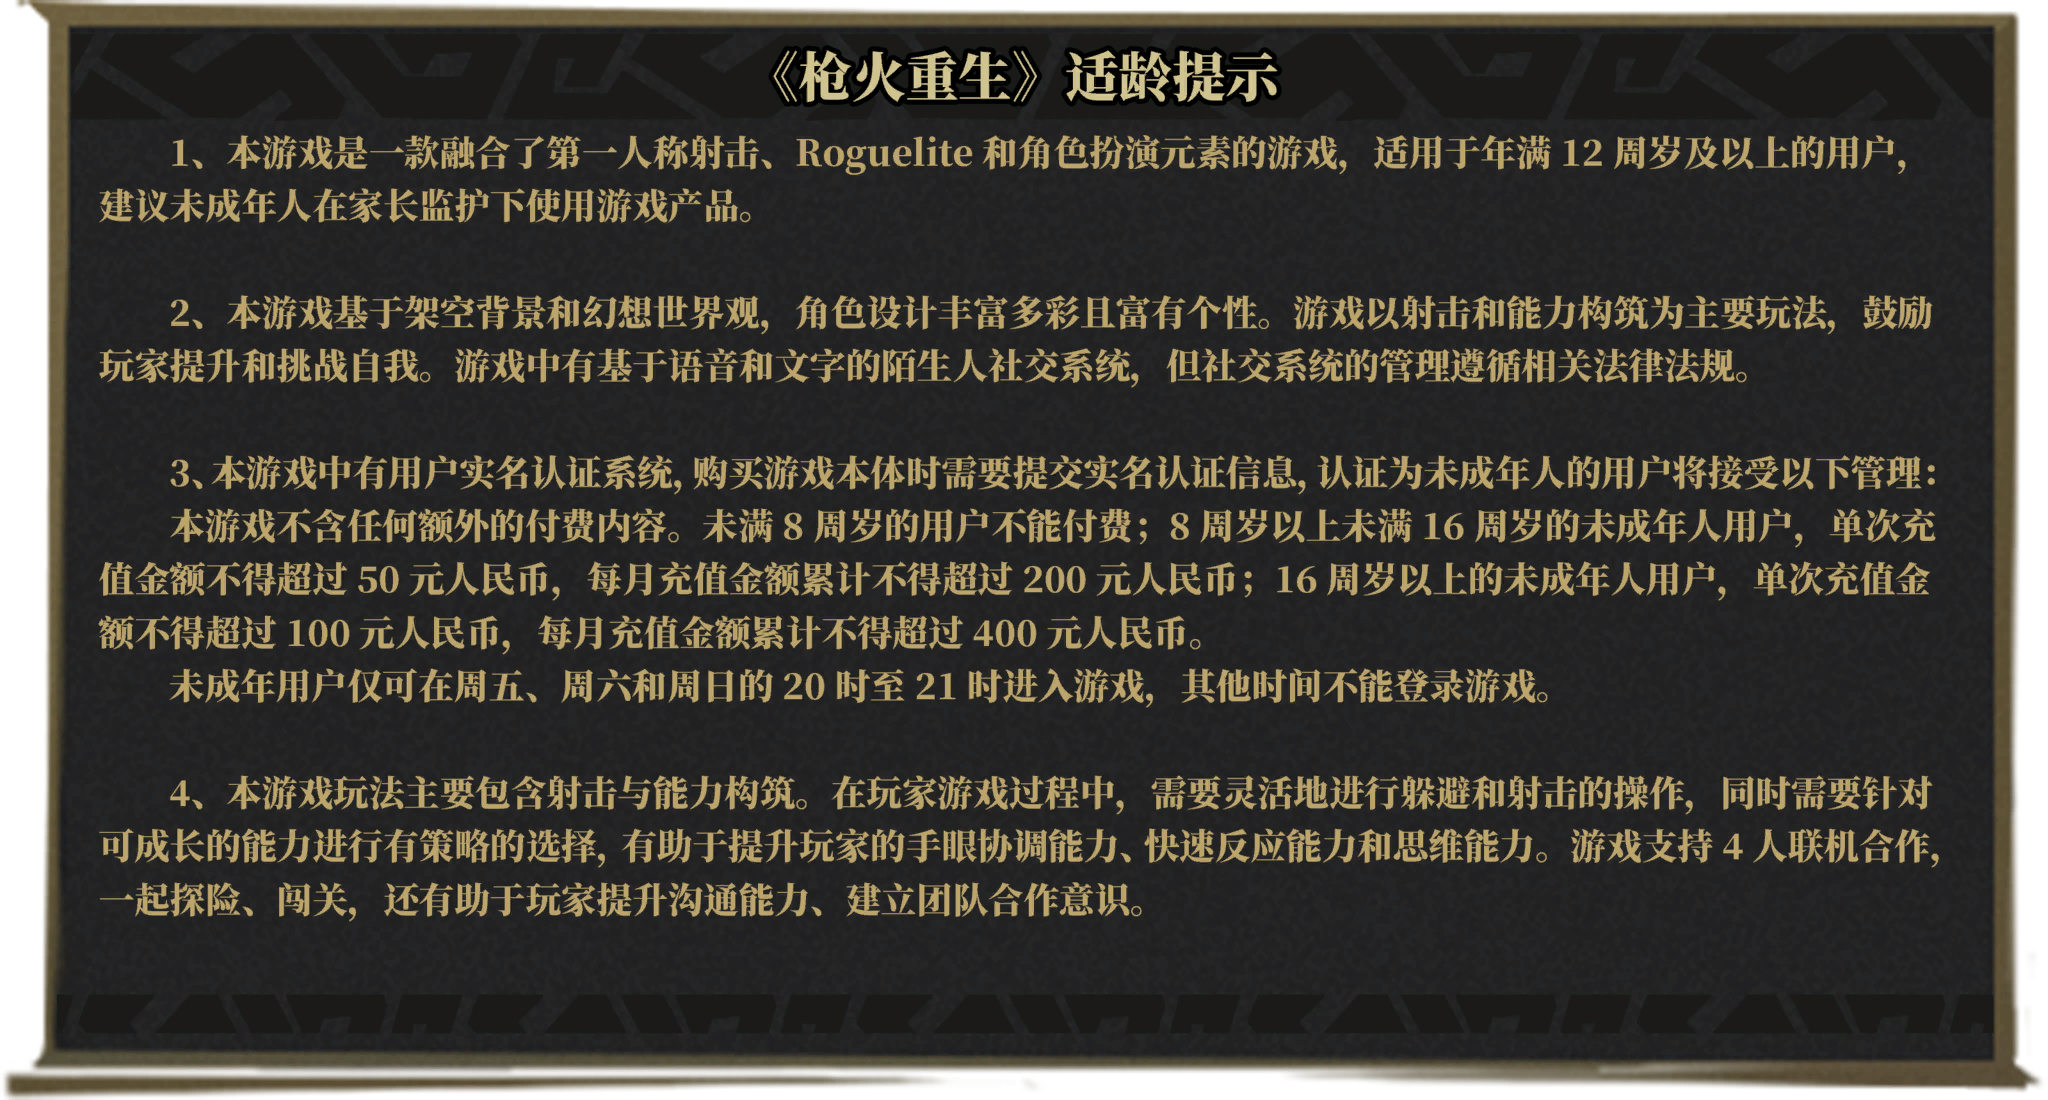 《枪火重生》适龄提示
1、本游戏是一款融合了第一人称射击、Roguelite 和角色扮演元素的游戏，适用于年满 12 周岁及以上的用户，
建议未成年人在家长监护下使用游戏产品。
2、本游戏基于架空背景和幻想世界观，角色设计丰富多彩且富有个性。游戏以射击和能力构筑为主要玩法，鼓励
玩家提升和挑战自我。游戏中有基于语音和文字的陌生人社交系统，但社交系统的管理遵循相关法律法规。
3、本游戏中有用户实名认证系统，购买游戏本体时需要提交实名认证信息，认证为未成年人的用户将接受以下管理：
本游戏不含任何额外的付费内容。未满 8 周岁的用户不能付费；8 周岁以上未满 16 周岁的未成年人用户，单次充
值金额不得超过 50 元人民币，每月充值金额累计不得超过 200 元人民币；16 周岁以上的未成年人用户，单次充值金
额不得超过 100 元人民币，每月充值金额累计不得超过 400 元人民币。
未成年用户仅可在周五、周六和周日的 20 时至 21 时进入游戏，其他时间不能登录游戏。
4、本游戏玩法主要包含射击与能力构筑。在玩家游戏过程中，需要灵活地进行躲避和射击的操作，同时需要针对
可成长的能力进行有策略的选择，有助于提升玩家的手眼协调能力、快速反应能力和思维能力。游戏支持 4 人联机合作，
一起探险、闯关，还有助于玩家提升沟通能力、建立团队合作意识。